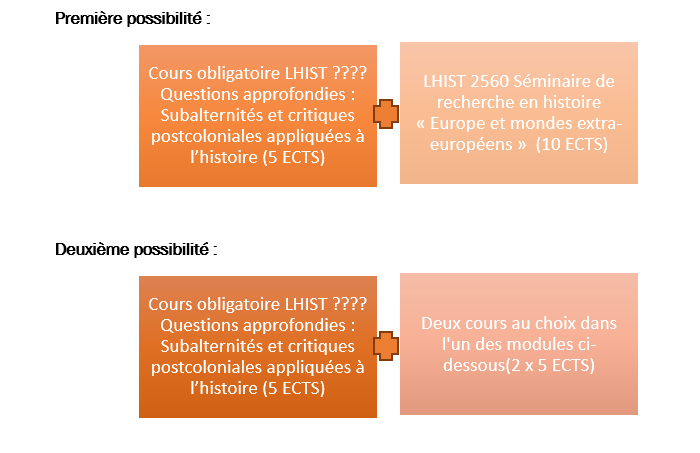 Première possibilité :
Cours obligatoire LHIST ????
Questions approfondies :
Subalternités et critiques
postcoloniales appliquées à
l’histoire (5 ECTS)
LHIST 2560 Séminaire de
recherche en histoire
« Europe et mondes extra-
européens »  (10 ECTS)
Deuxième possibilité :
Cours obligatoire LHIST ????
Questions approfondies :
Subalternités et critiques
postcoloniales appliquées à
l’histoire (5 ECTS)
Deux cours au choix dans
l'un des modules ci-
dessous(2 x 5 ECTS)